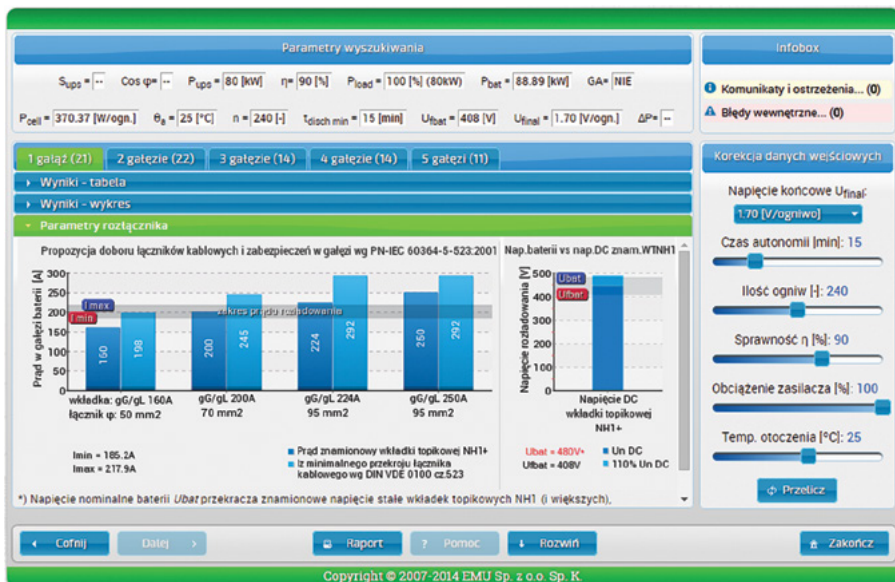 Parametry wyszukiwania
Infobox
Sups = -- Cos φ= -- Pups = 80 [kW] η= 90 [%] Pload = 100 [%] (80kW) Pbat = 88.89 [kW] GA= NIE
Pcell = 370.37 [W/ogn.] θa = 25 [°C] n = 240 [-] tdisch min = 15 [min] Ufbat = 408 [V] Ufinal = 1.70 [V/ogn.] ΔP= --
Komunikaty i ostrzeżenia... (0)
Błędy wewnętrzne... (0)
1 gałąź (21) 2 gałęzie (22) 3 gałęzie (14) 4 gałęzie (14) 5 gałęzi (11)
Wyniki - tabela
Wyniki - wykres
Parametry rozłącznika
Propozycja doboru łączników kablowych i zabezpieczeń w gałęzi wg PN-IEC 60364-5-523:2001
Prąd w gałęzi baterii [A]
300
250
200
150
100
50
0
I max
I min
zakres prądu rozładowania
160 198 200 245 224 292 250 292
wkładka: gG/gL 160A gG/gL 200A gG/gL 224A gG/gL 250A
łącznik φ: 50 mm2 70 mm2 95 mm2 95 mm2
Imin = 185.2A
Imax = 217.9A
Prąd znamionowy wkładki topikowej NH1+
Iz minimalnego przekroju łącznika
kablowego wg DIN VDE 0100 cz.523
Nap.baterii vs nap.DC znam.WTNH1
Napięcie rozładowania [V]
500
400
300
200
100
0
Ubat
Ufbat
Napięcie DC
wkładki topikowej
NH1+
Ubat = 480V* Un DC
Ufbat = 408V 110% Un DC
*) Napięcie nominalne baterii Ubat przekracza znamionowe napięcie stałe wkładek topikowych NH1 (i większych),
Korekcja danych wejściowych
Napięcie końcowe Ufinal:
1.70 [V/ogniwo]
Czas autonomii [min]: 15
Ilość ogniw [-]: 240
Sprawność η [%]: 90
Obciążenie zasilacza [%]: 100
Temp. otoczenia [°C]: 25
Przelicz
Cofnij Dalej Raport ? Pomoc Rozwiń Zakończ
Copyright © 2007-2014 EMU Sp. z o.o. Sp. K.